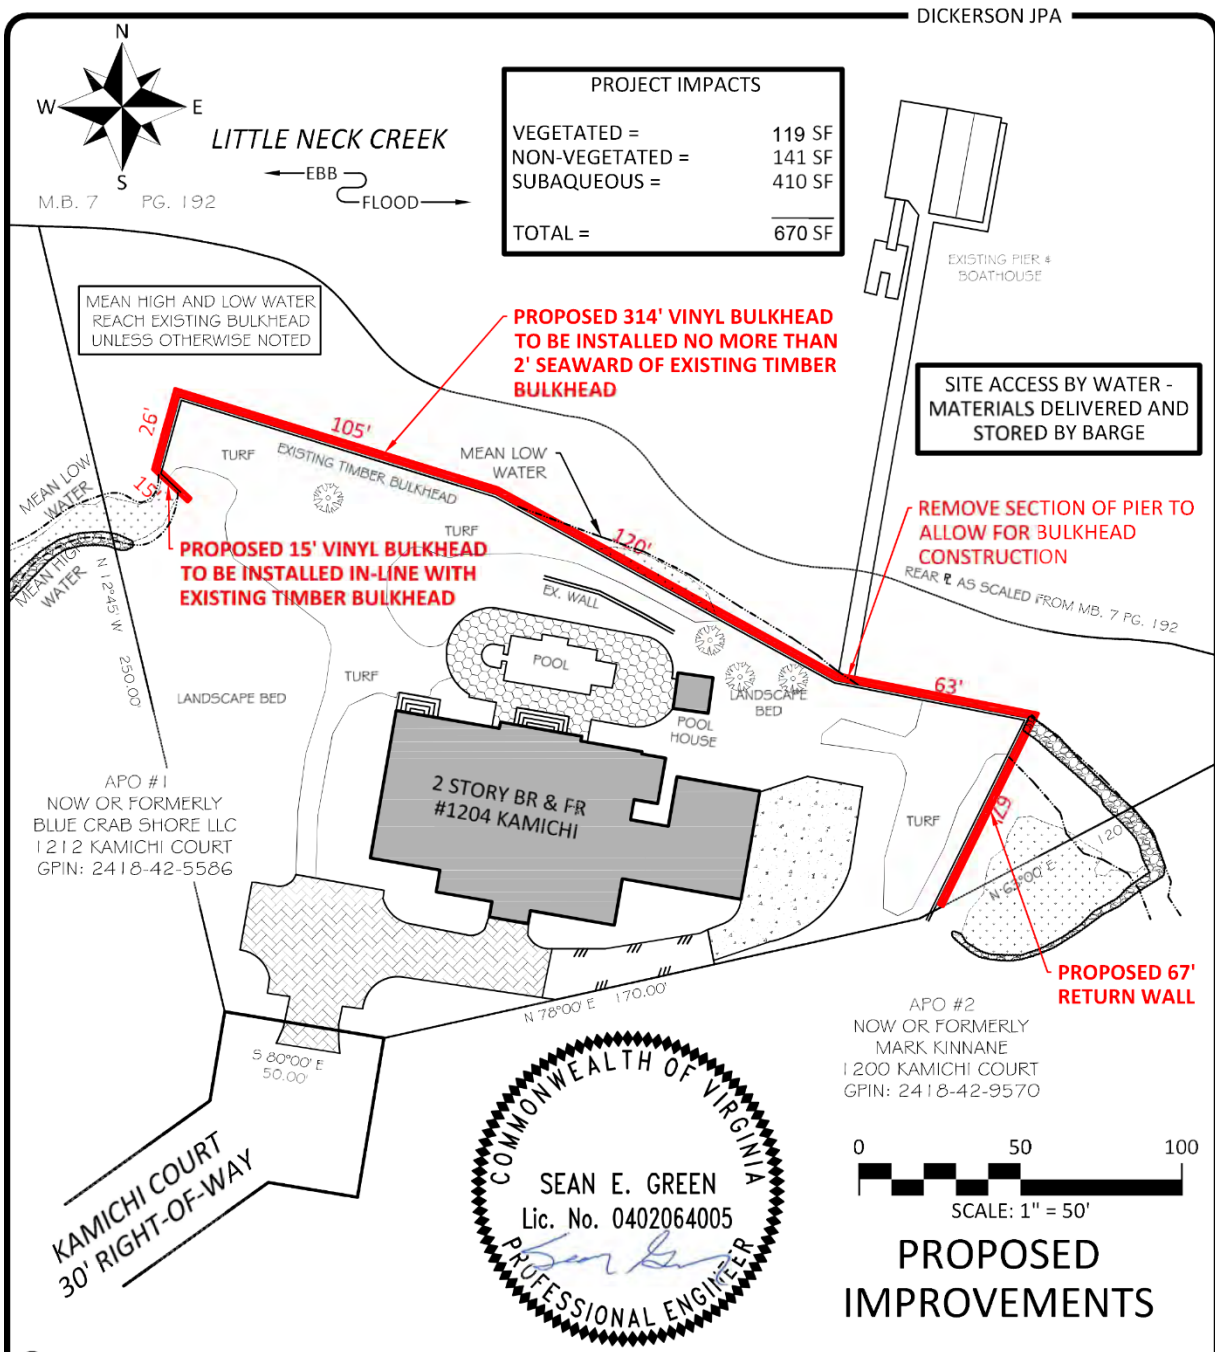 DICKERSON JPA
N
W
E
S
LITTLE NECK CREEK
EBB
FLOOD
M.B. 7 PG. 192
PROJECT IMPACTS
VEGETATED = 119 SF
NON-VEGETATED = 141 SF
SUBAQUEOUS = 410 SF
TOTAL = 670 SF
EXISTING PIER &
BOATHOUSE
MEAN HIGH AND LOW WATER
REACH EXISTING BULKHEAD
UNLESS OTHERWISE NOTED
PROPOSED 314' VINYL BULKHEAD
TO BE INSTALLED NO MORE THAN
2' SEAWARD OF EXISTING TIMBER
BULKHEAD
SITE ACCESS BY WATER -
MATERIALS DELIVERED AND
STORED BY BARGE
26'
105'
TURF
EXISTING TIMBER BULKHEAD
MEAN LOW
WATER
MEAN LOW
WATER
15'
TURF
120'
REMOVE SECTION OF PIER TO
ALLOW FOR BULKHEAD
CONSTRUCTION
PROPOSED 15' VINYL BULKHEAD
TO BE INSTALLED IN-LINE WITH
EXISTING TIMBER BULKHEAD
MEAN HIGH
WATER
REAR PL AS SCALED FROM MB. 7 PG. 192
EX. WALL
N 12°45' W 250.00'
POOL
TURF
LANDSCAPE BED
LANDSCAPE
BED
63'
POOL
HOUSE
2 STORY BR & FR
#1204 KAMICHI
APO #1
NOW OR FORMERLY
BLUE CRAB SHORE LLC
1212 KAMICHI COURT
GPIN: 2418-42-5586
TURF
67'
N 63°00' E 120
PROPOSED 67'
RETURN WALL
N 78°00' E 170.00'
APO #2
NOW OR FORMERLY
MARK KINNANE
1200 KAMICHI COURT
GPIN: 2418-42-9570
S 80°00' E
50.00'
KAMICHI COURT
30' RIGHT-OF-WAY
COMMONWEALTH OF VIRGINIA
SEAN E. GREEN
Lic. No. 0402064005
Sean Green
PROFESSIONAL ENGINEER
0 50 100
SCALE: 1" = 50'
PROPOSED
IMPROVEMENTS